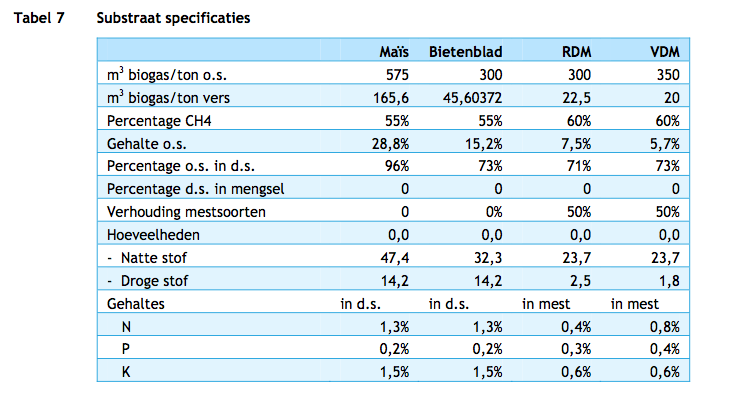 Tabel 7 Substraat specificaties
Maïs Bietenblad RDM VDM
m³ biogas/ton o.s. 575 300 300 350
m³ biogas/ton vers 165,6 45,60372 22,5 20
Percentage CH4 55% 55% 60% 60%
Gehalte o.s. 28,8% 15,2% 7,5% 5,7%
Percentage o.s. in d.s. 96% 73% 71% 73%
Percentage d.s. in mengsel 0 0 0 0
Verhouding mestsoorten 0 0% 50% 50%
Hoeveelheden 0,0 0,0 0,0 0,0
- Natte stof 47,4 32,3 23,7 23,7
- Droge stof 14,2 14,2 2,5 1,8
Gehaltes in d.s. in d.s. in mest in mest
N 1,3% 1,3% 0,4% 0,8%
P 0,2% 0,2% 0,3% 0,4%
K 1,5% 1,5% 0,6% 0,6%